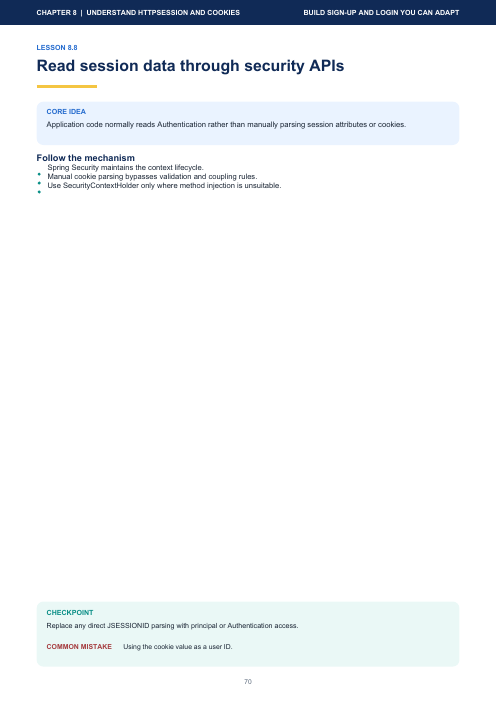 CHAPTER 8 | UNDERSTAND HTTPSESSION AND COOKIES BUILD SIGN-UP AND LOGIN YOU CAN ADAPT
LESSON 8.8
Read session data through security APIs
CORE IDEA
Application code normally reads Authentication rather than manually parsing session attributes or cookies.
Follow the mechanism
Spring Security maintains the context lifecycle.
Manual cookie parsing bypasses validation and coupling rules.
Use SecurityContextHolder only where method injection is unsuitable.
CHECKPOINT
Replace any direct JSESSIONID parsing with principal or Authentication access.
COMMON MISTAKE Using the cookie value as a user ID.
70